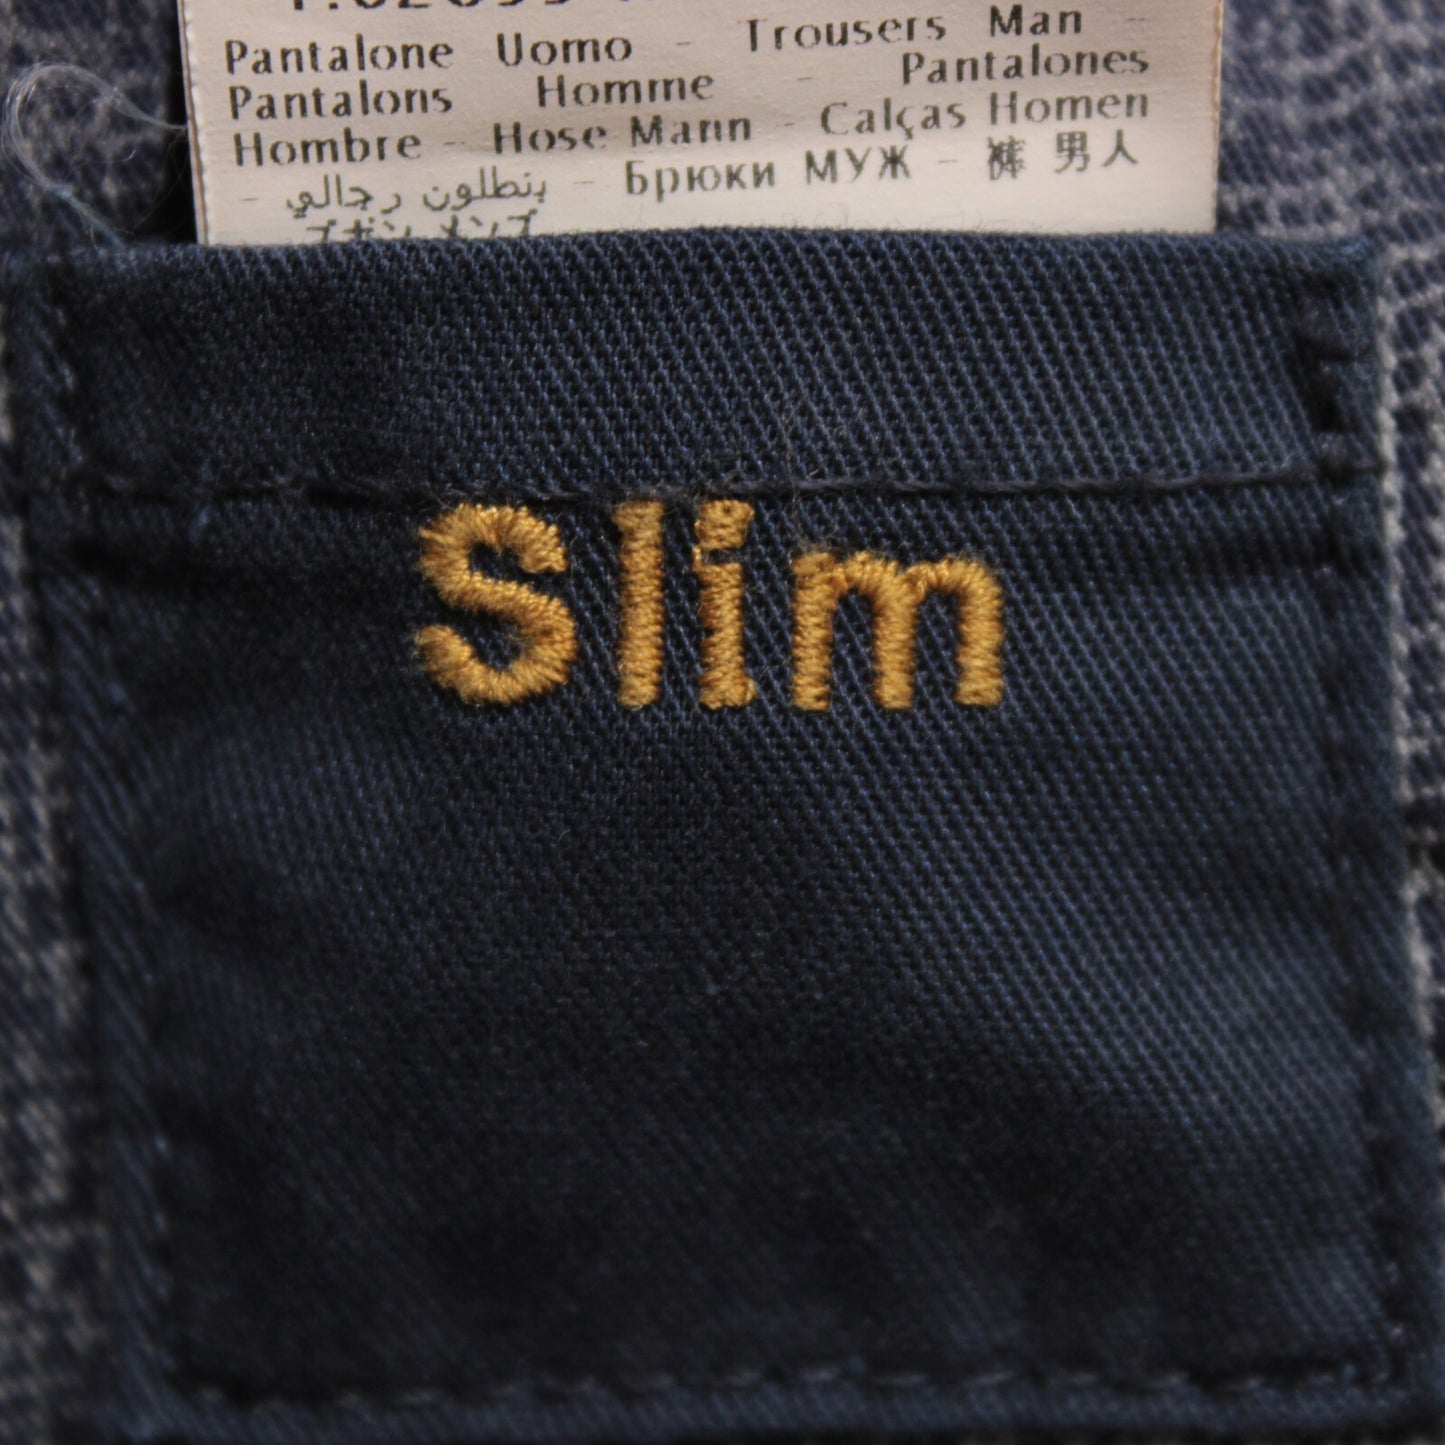 Pantalone Uomo - Trousers Man -
Pantalons Homme - Pantalones
Hombre - Hose Mann - Calças Homen
- بنطلون رجالي - Брюки МУЖ - 裤 男人
Slim